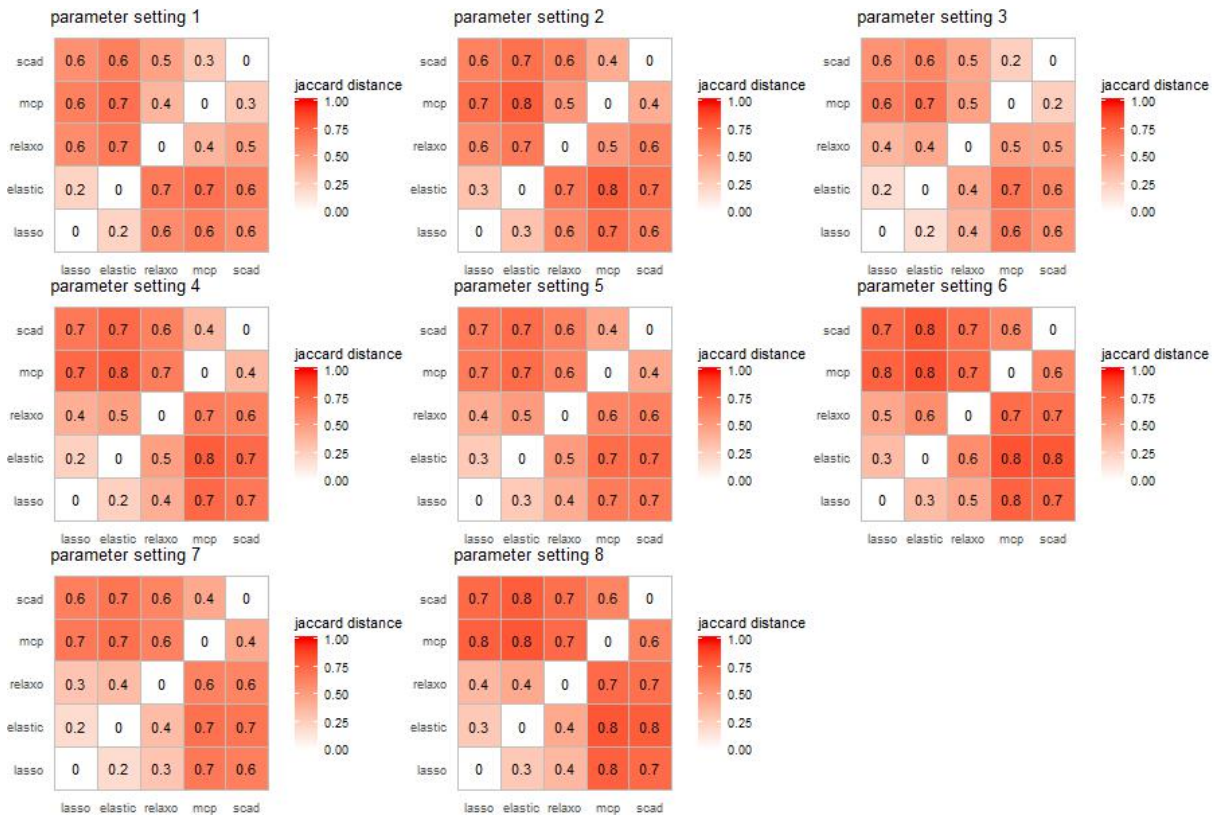 parameter setting 1
scad 0.6 0.6 0.5 0.3 0
mcp 0.6 0.7 0.4 0 0.3
relaxo 0.6 0.7 0 0.4 0.5
elastic 0.2 0 0.7 0.7 0.6
lasso 0 0.2 0.6 0.6 0.6
lasso elastic relaxo mcp scad
jaccard distance
1.00
0.75
0.50
0.25
0.00
parameter setting 2
scad 0.6 0.7 0.6 0.4 0
mcp 0.7 0.8 0.5 0 0.4
relaxo 0.6 0.7 0 0.5 0.6
elastic 0.3 0 0.7 0.8 0.7
lasso 0 0.3 0.6 0.7 0.6
lasso elastic relaxo mcp scad
jaccard distance
1.00
0.75
0.50
0.25
0.00
parameter setting 3
scad 0.6 0.6 0.5 0.2 0
mcp 0.6 0.7 0.5 0 0.2
relaxo 0.4 0.4 0 0.5 0.5
elastic 0.2 0 0.4 0.7 0.6
lasso 0 0.2 0.4 0.6 0.6
lasso elastic relaxo mcp scad
jaccard distance
1.00
0.75
0.50
0.25
0.00
parameter setting 4
scad 0.7 0.7 0.6 0.4 0
mcp 0.7 0.8 0.7 0 0.4
relaxo 0.4 0.5 0 0.7 0.6
elastic 0.2 0 0.5 0.8 0.7
lasso 0 0.2 0.4 0.7 0.7
lasso elastic relaxo mcp scad
jaccard distance
1.00
0.75
0.50
0.25
0.00
parameter setting 5
scad 0.7 0.7 0.6 0.4 0
mcp 0.7 0.7 0.6 0 0.4
relaxo 0.4 0.5 0 0.6 0.6
elastic 0.3 0 0.5 0.7 0.7
lasso 0 0.3 0.4 0.7 0.7
lasso elastic relaxo mcp scad
jaccard distance
1.00
0.75
0.50
0.25
0.00
parameter setting 6
scad 0.7 0.8 0.7 0.6 0
mcp 0.8 0.8 0.7 0 0.6
relaxo 0.5 0.6 0 0.7 0.7
elastic 0.3 0 0.6 0.8 0.8
lasso 0 0.3 0.5 0.8 0.7
lasso elastic relaxo mcp scad
jaccard distance
1.00
0.75
0.50
0.25
0.00
parameter setting 7
scad 0.6 0.7 0.6 0.4 0
mcp 0.7 0.7 0.6 0 0.4
relaxo 0.3 0.4 0 0.6 0.6
elastic 0.2 0 0.4 0.7 0.7
lasso 0 0.2 0.3 0.7 0.6
lasso elastic relaxo mcp scad
jaccard distance
1.00
0.75
0.50
0.25
0.00
parameter setting 8
scad 0.7 0.8 0.7 0.6 0
mcp 0.8 0.8 0.7 0 0.6
relaxo 0.4 0.4 0 0.7 0.7
elastic 0.3 0 0.4 0.8 0.8
lasso 0 0.3 0.4 0.8 0.7
lasso elastic relaxo mcp scad
jaccard distance
1.00
0.75
0.50
0.25
0.00